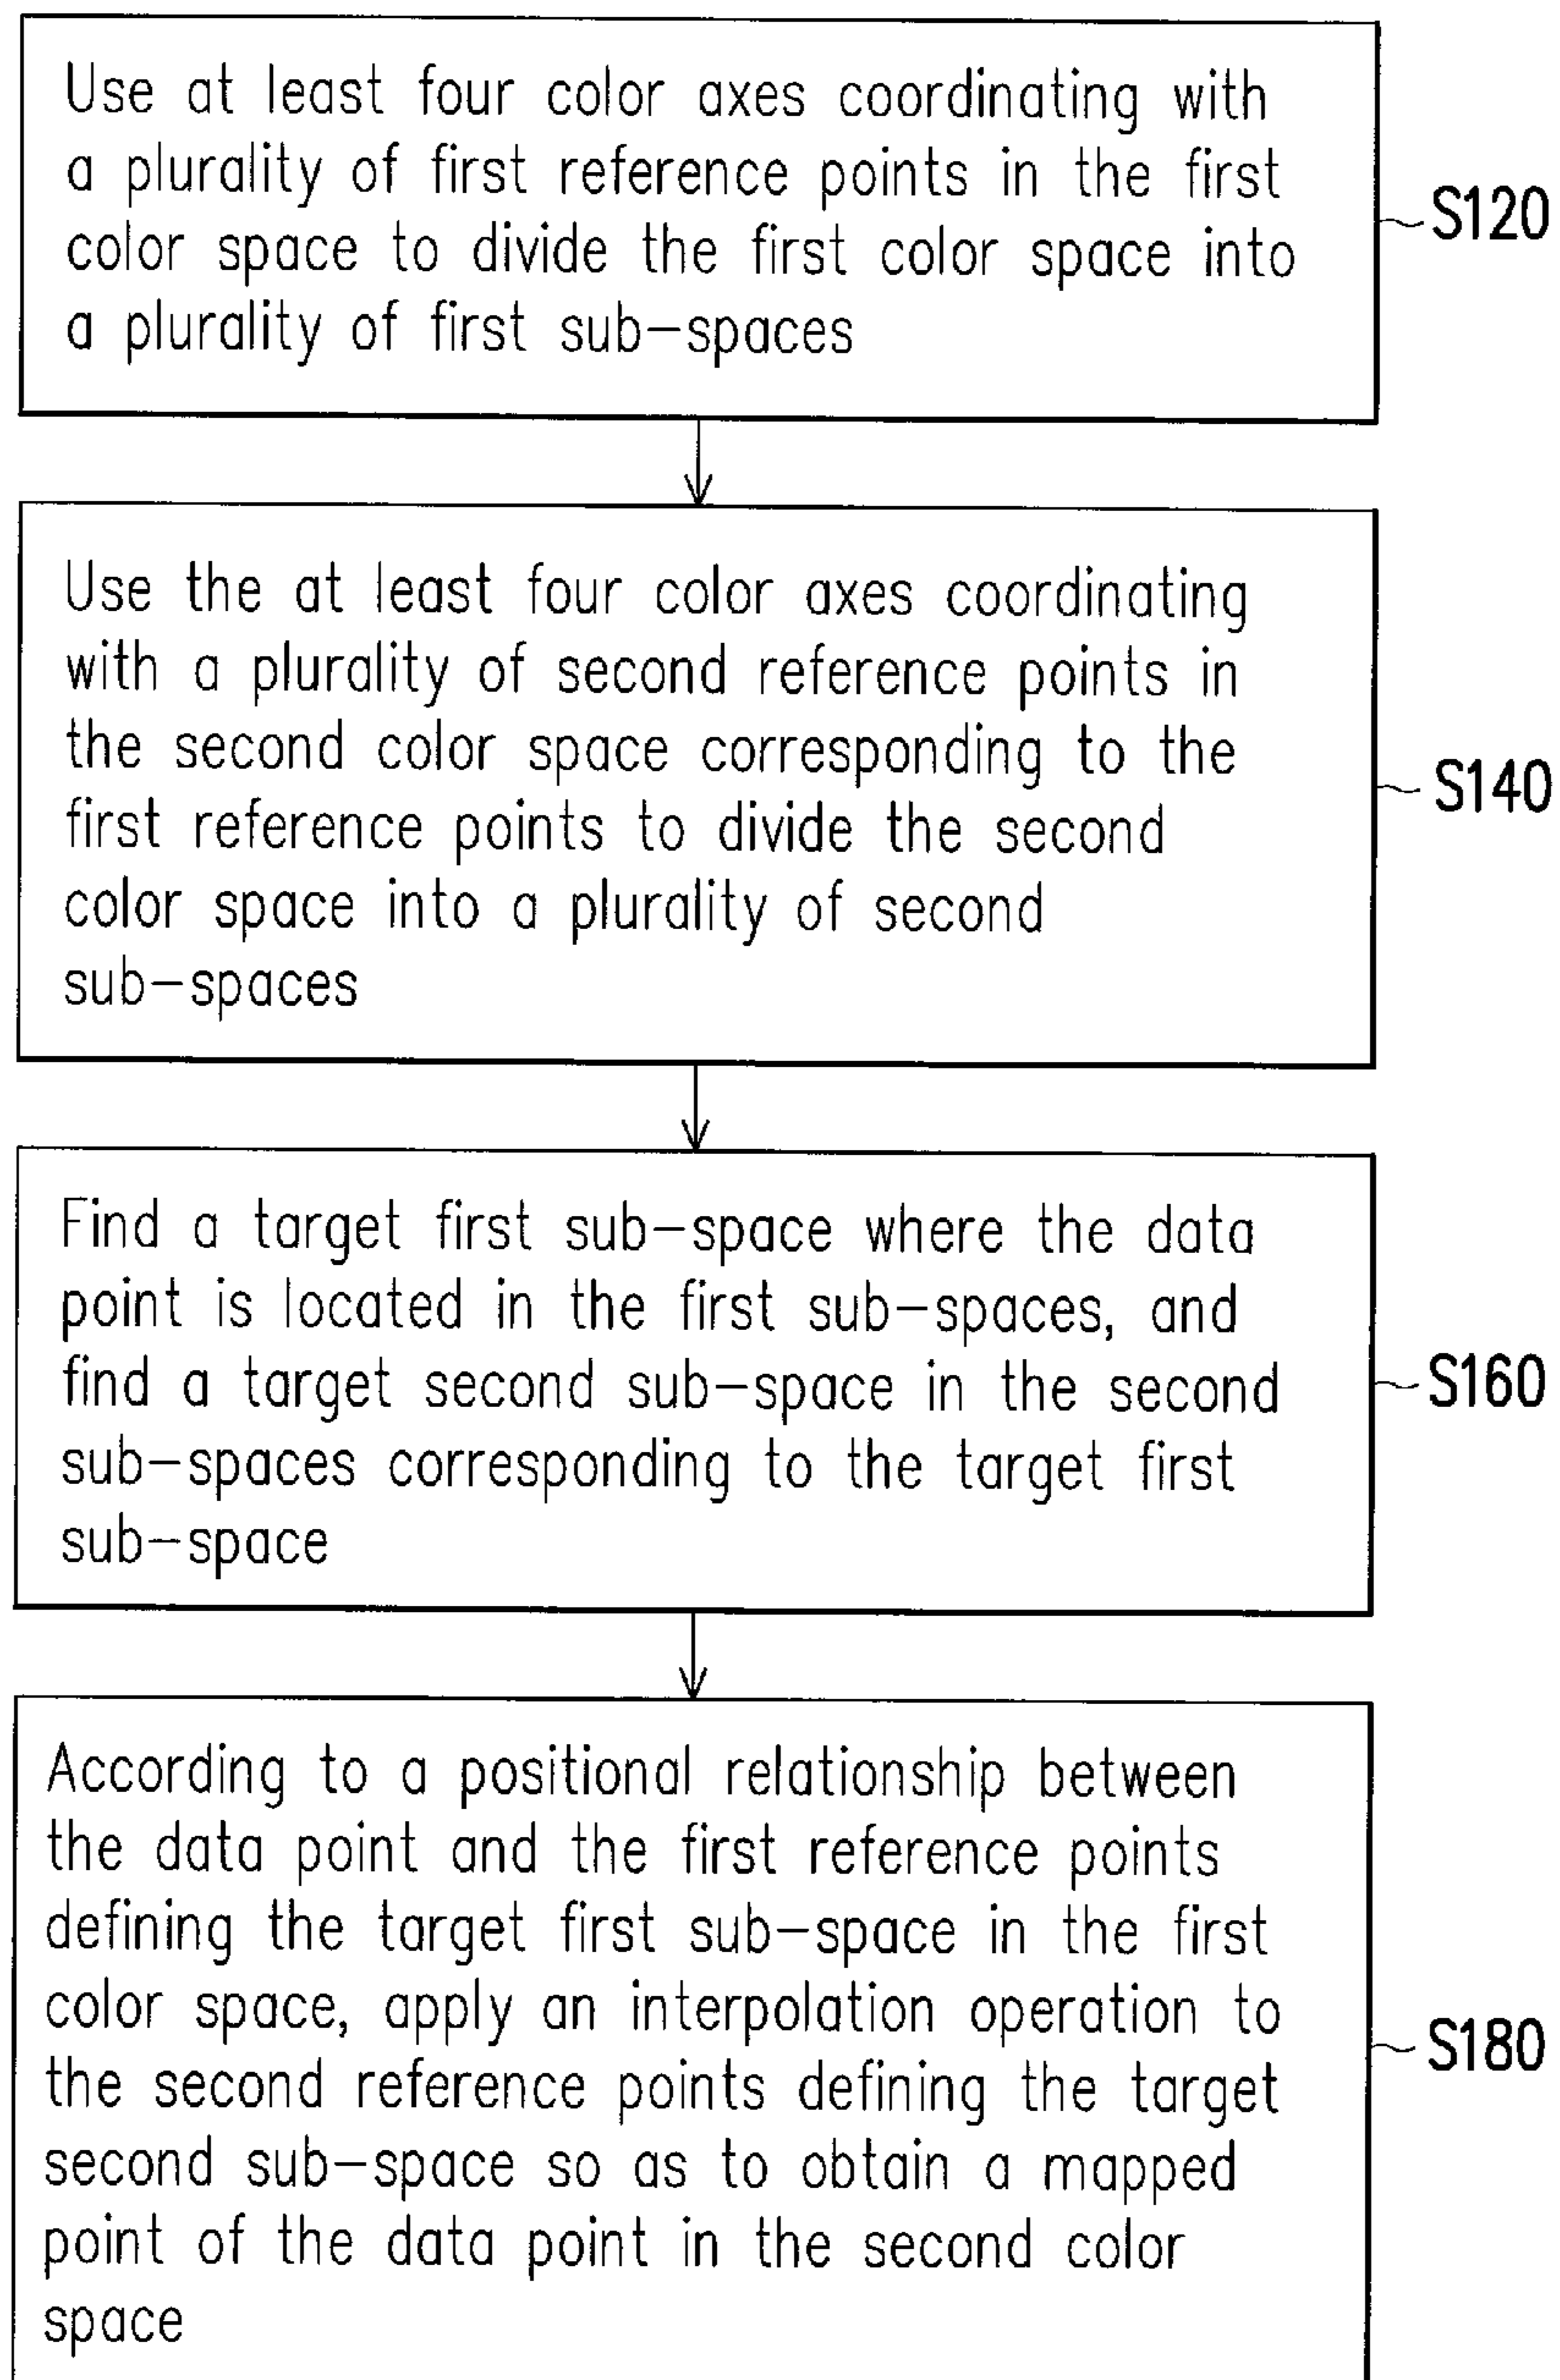 Use at least four color axes coordinating with
a plurality of first reference points in the first
color space to divide the first color space into
a plurality of first sub-spaces
S120
Use the at least four color axes coordinating
with a plurality of second reference points in
the second color space corresponding to the
first reference points to divide the second
color space into a plurality of second
sub-spaces
S140
Find a target first sub-space where the data
point is located in the first sub-spaces, and
find a target second sub-space in the second
sub-spaces corresponding to the target first
sub-space
S160
According to a positional relationship between
the data point and the first reference points
defining the target first sub-space in the first
color space, apply an interpolation operation to
the second reference points defining the target
second sub-space so as to obtain a mapped
point of the data point in the second color
space
S180